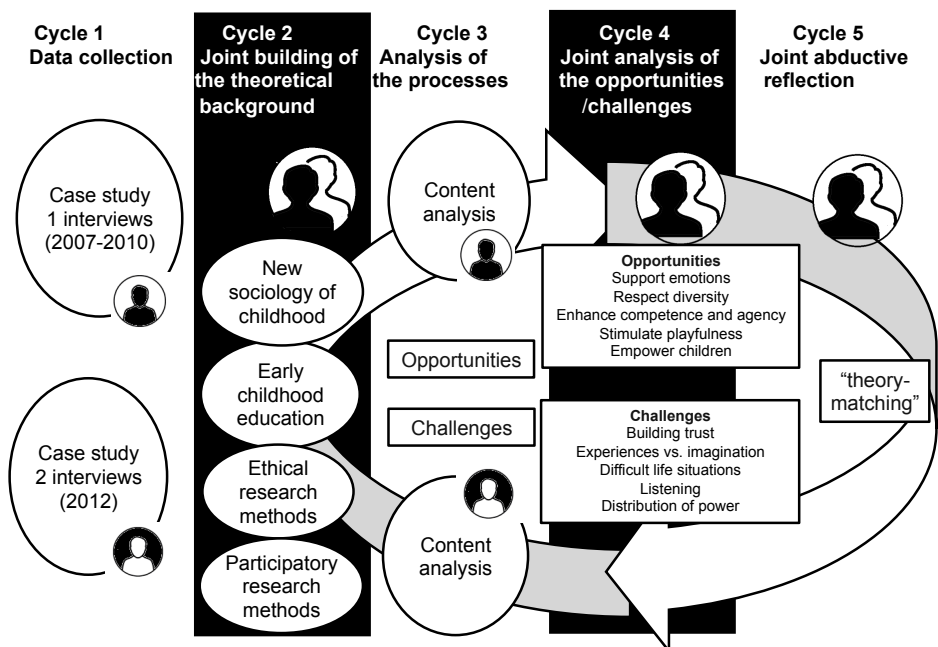 Cycle 1
Data collection
Cycle 2
Joint building of
the theoretical
background
Cycle 3
Analysis of
the processes
Cycle 4
Joint analysis of
the opportunities
/challenges
Cycle 5
Joint abductive
reflection
Case study
1 interviews
(2007-2010)
Case study
2 interviews
(2012)
New
sociology of
childhood
Early
childhood
education
Ethical
research
methods
Participatory
research
methods
Content
analysis
Opportunities
Challenges
Content
analysis
Opportunities
Support emotions
Respect diversity
Enhance competence and agency
Stimulate playfulness
Empower children
Challenges
Building trust
Experiences vs. imagination
Difficult life situations
Listening
Distribution of power
“theory-
matching”